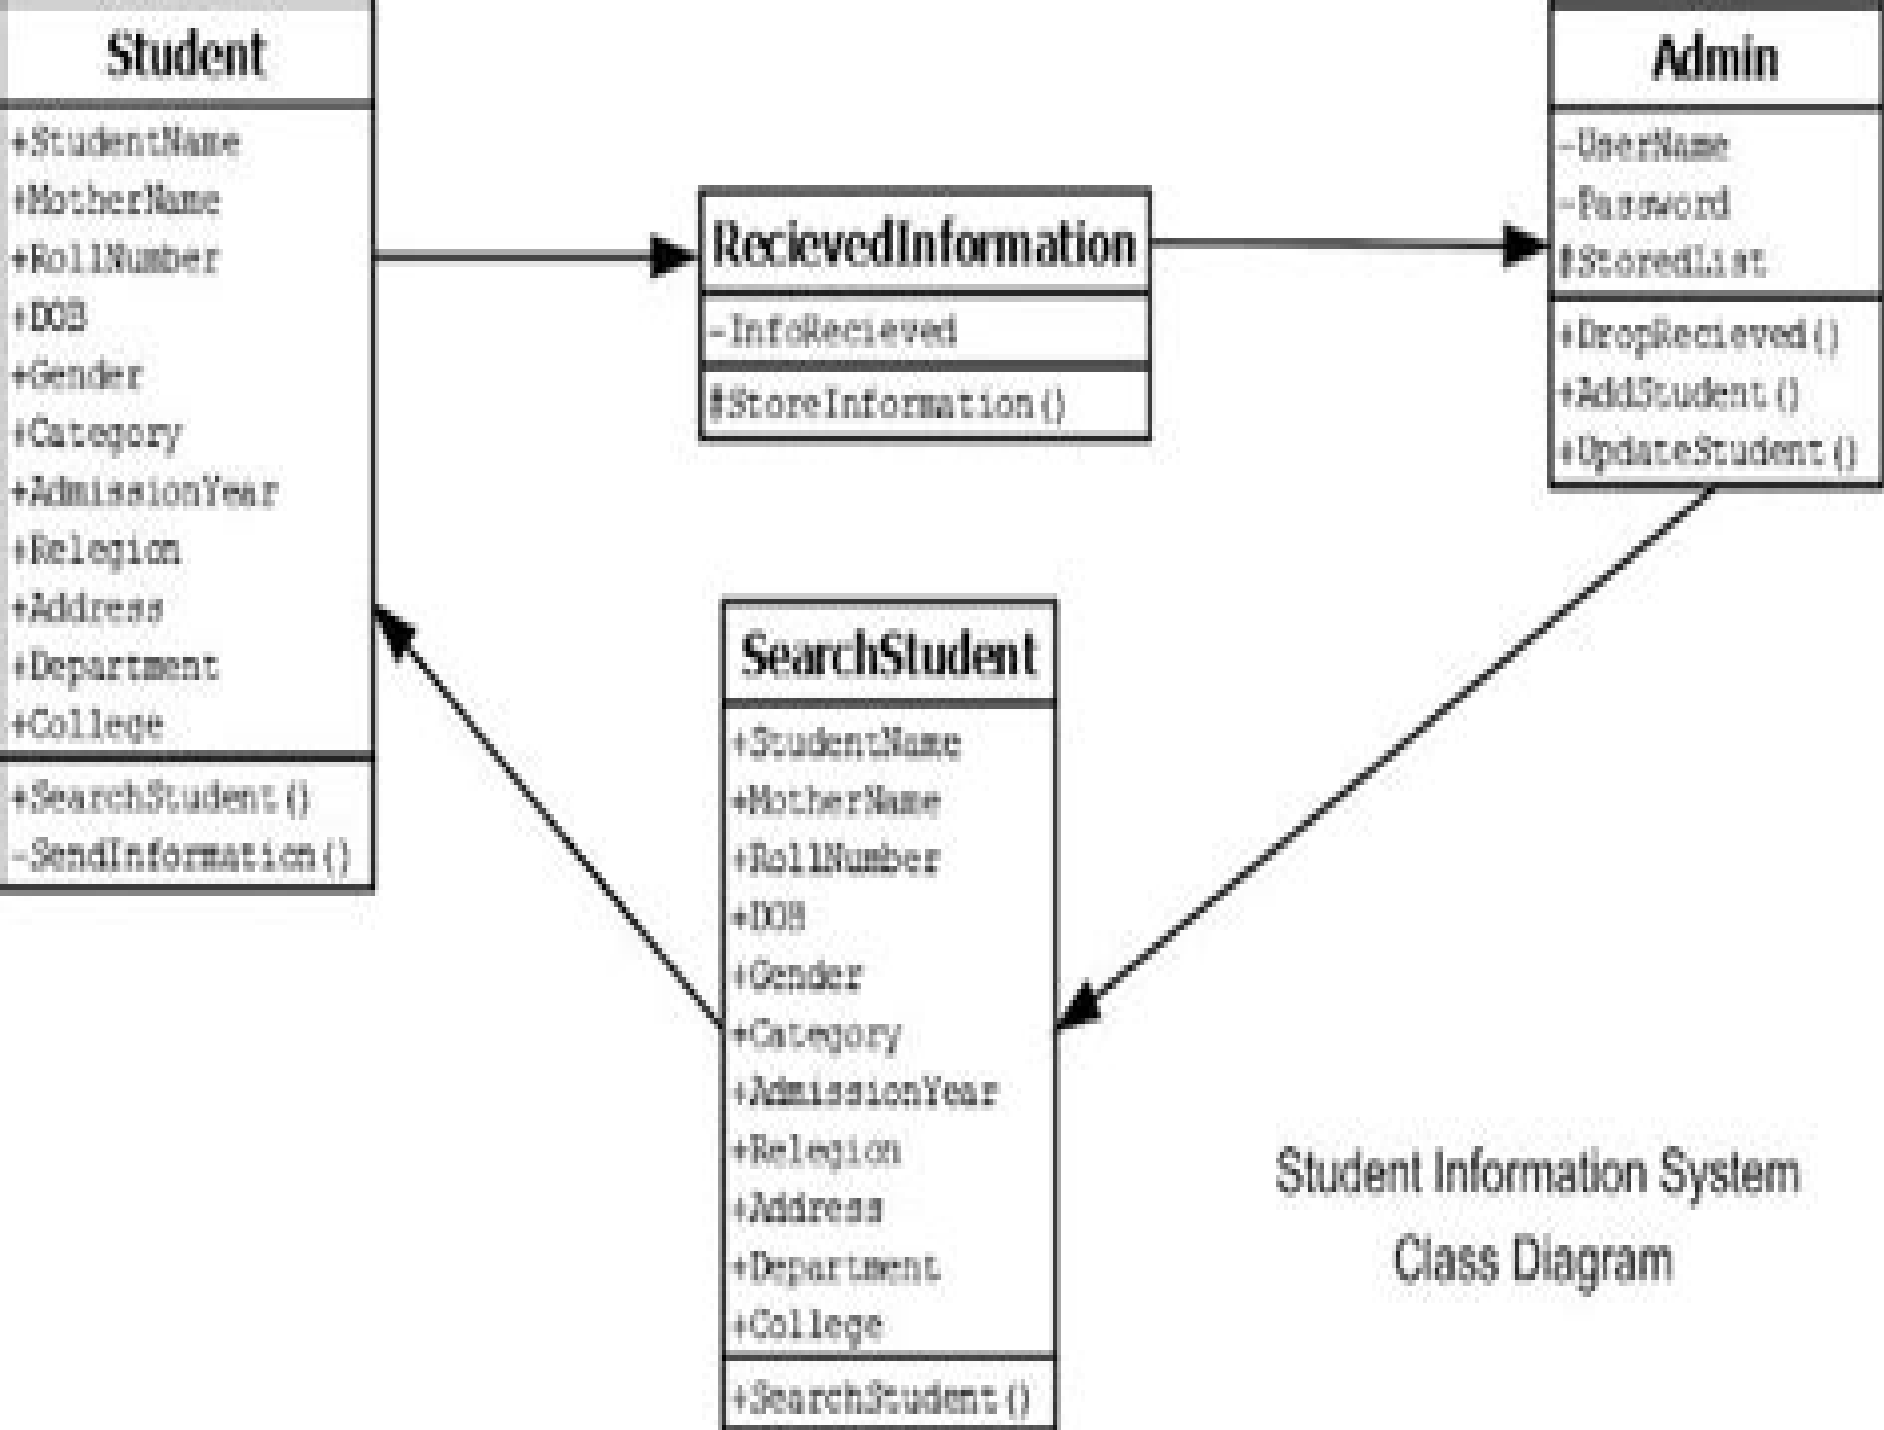 Student
+StudentName
+MotherName
+RollNumber
+DOB
+Gender
+Category
+AdmissionYear
+Relegion
+Address
+Department
+College
+SearchStudent()
-SendInformation()
RecievedInformation
-InfoRecieved
#StoreInformation()
Admin
-UserName
-Password
#StoredList
+DropRecieved()
+AddStudent()
+UpdateStudent()
SearchStudent
+StudentName
+MotherName
+RollNumber
+DOB
+Gender
+Category
+AdmissionYear
+Relegion
+Address
+Department
+College
+SearchStudent()
Student Information System
Class Diagram